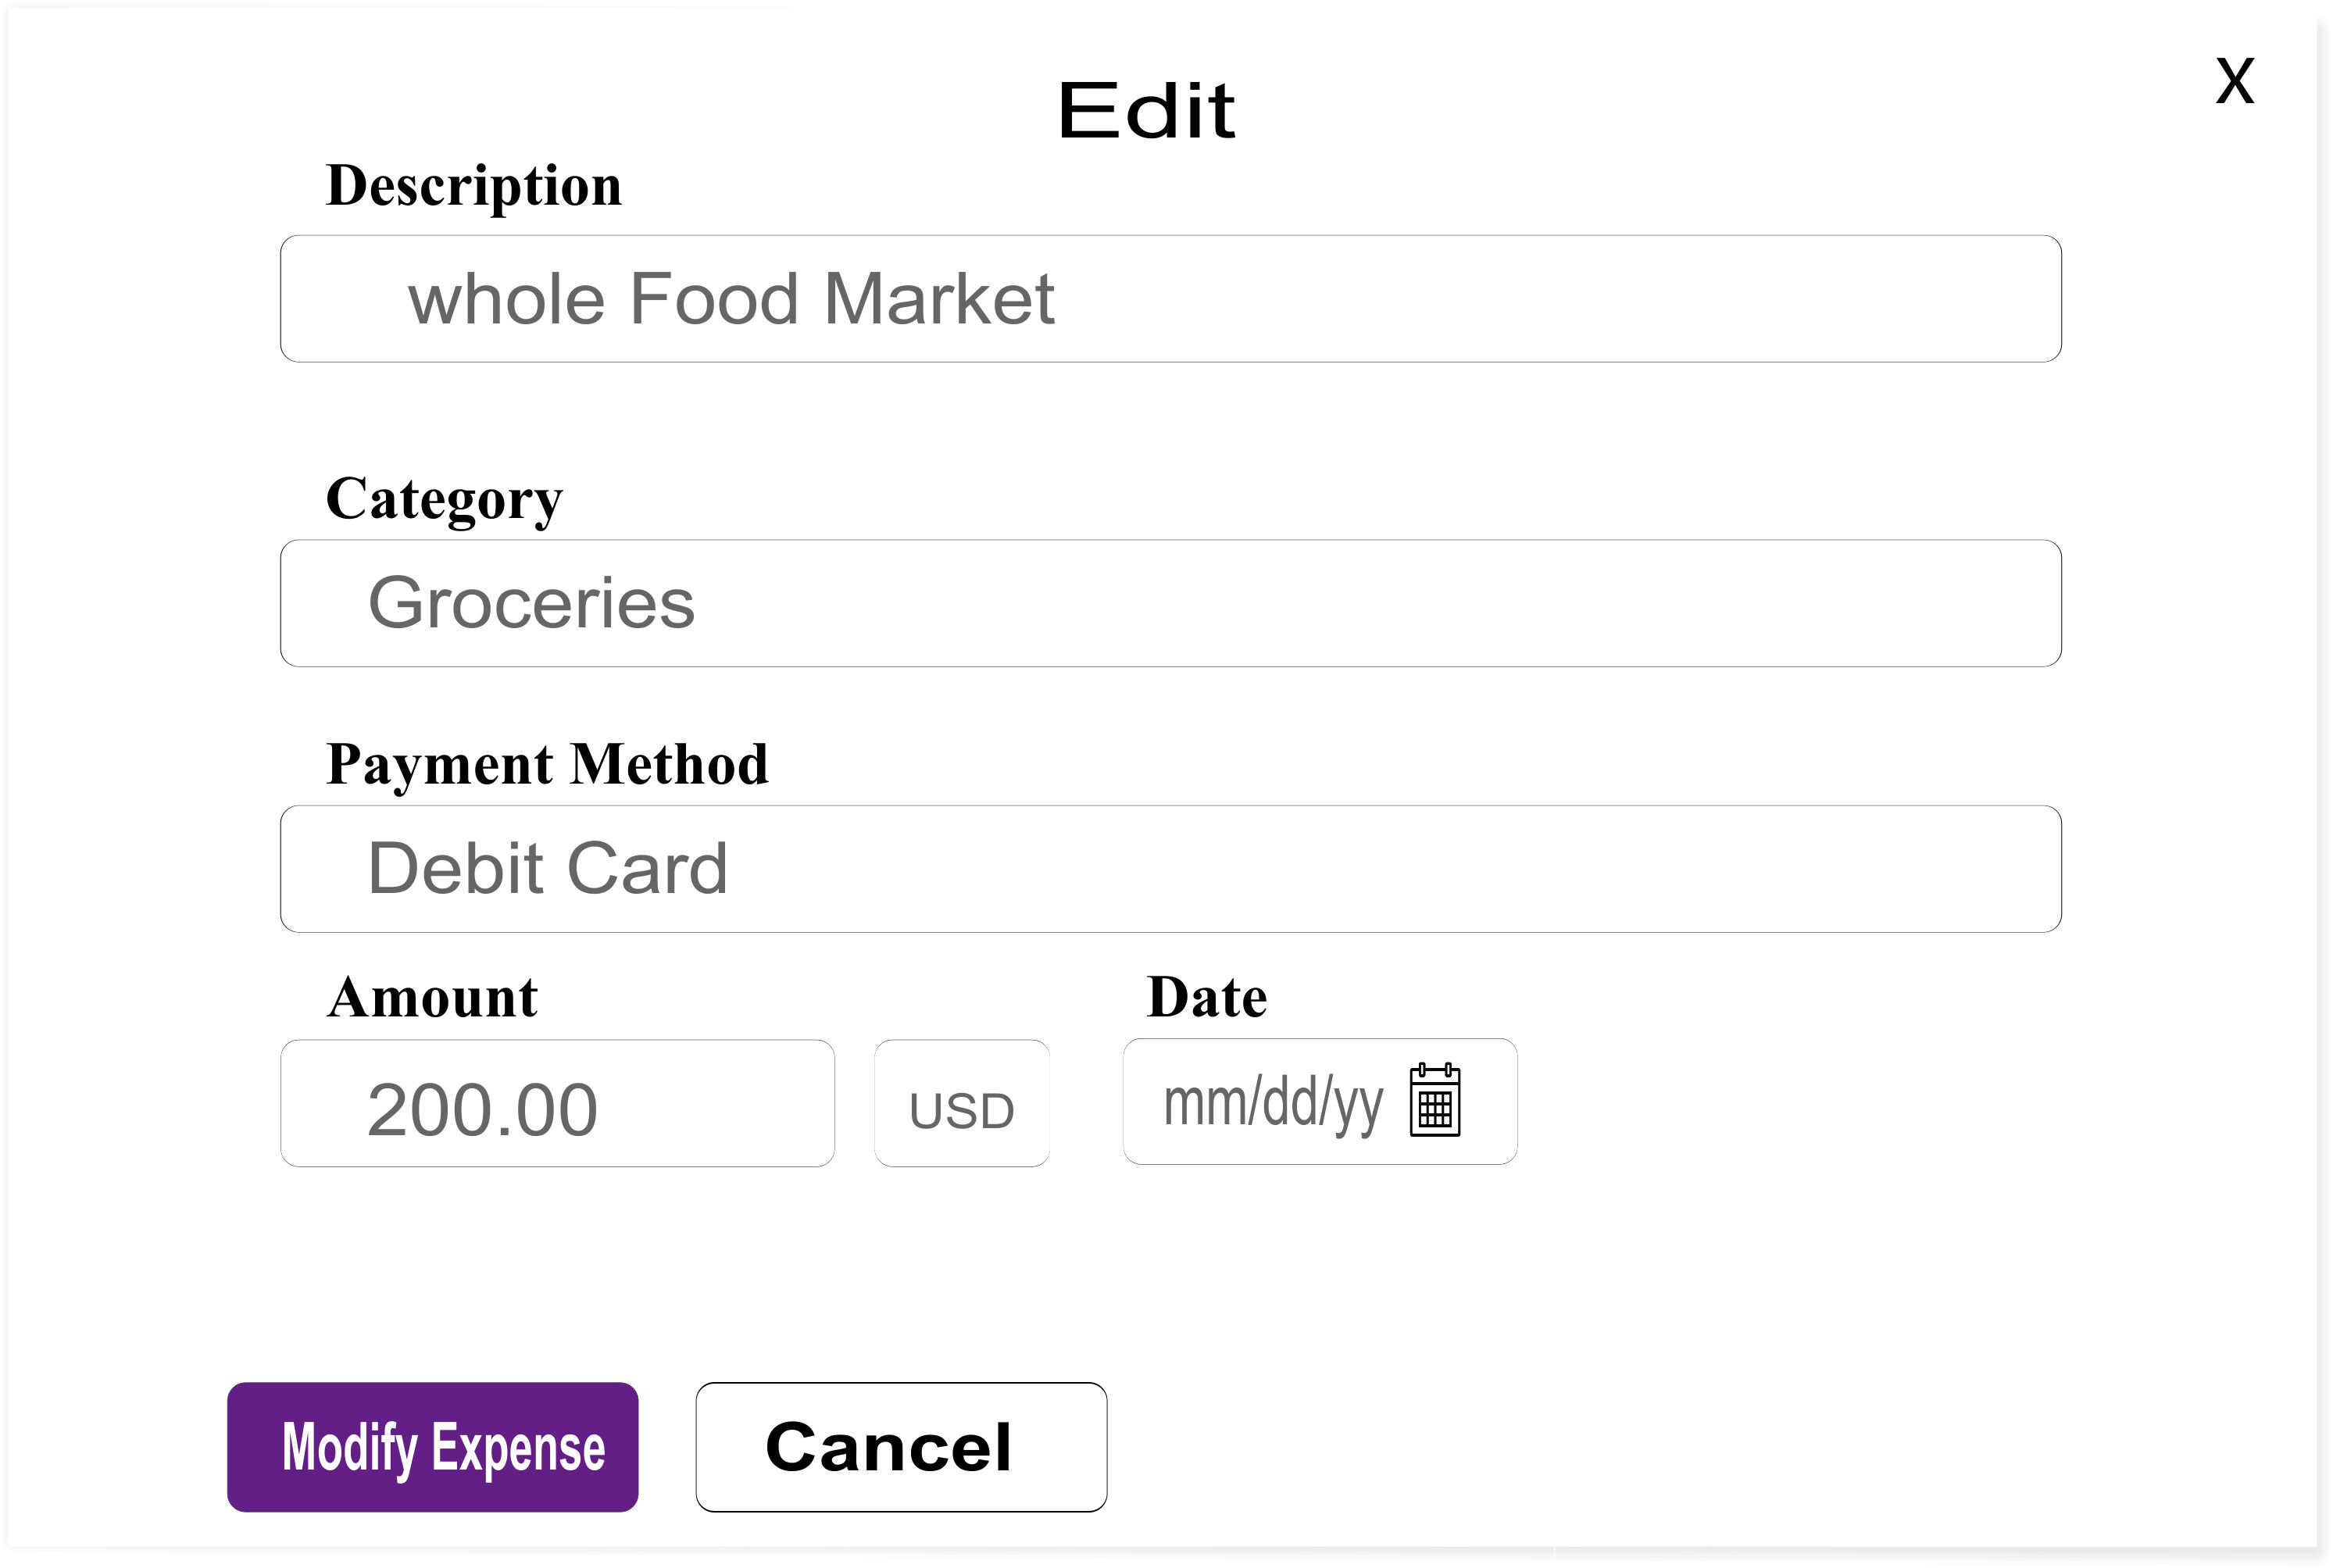 Edit
X
Description
whole Food Market
Category
Groceries
Payment Method
Debit Card
Amount
Date
200.00
USD
mm/dd/yy
Modify Expense
Cancel